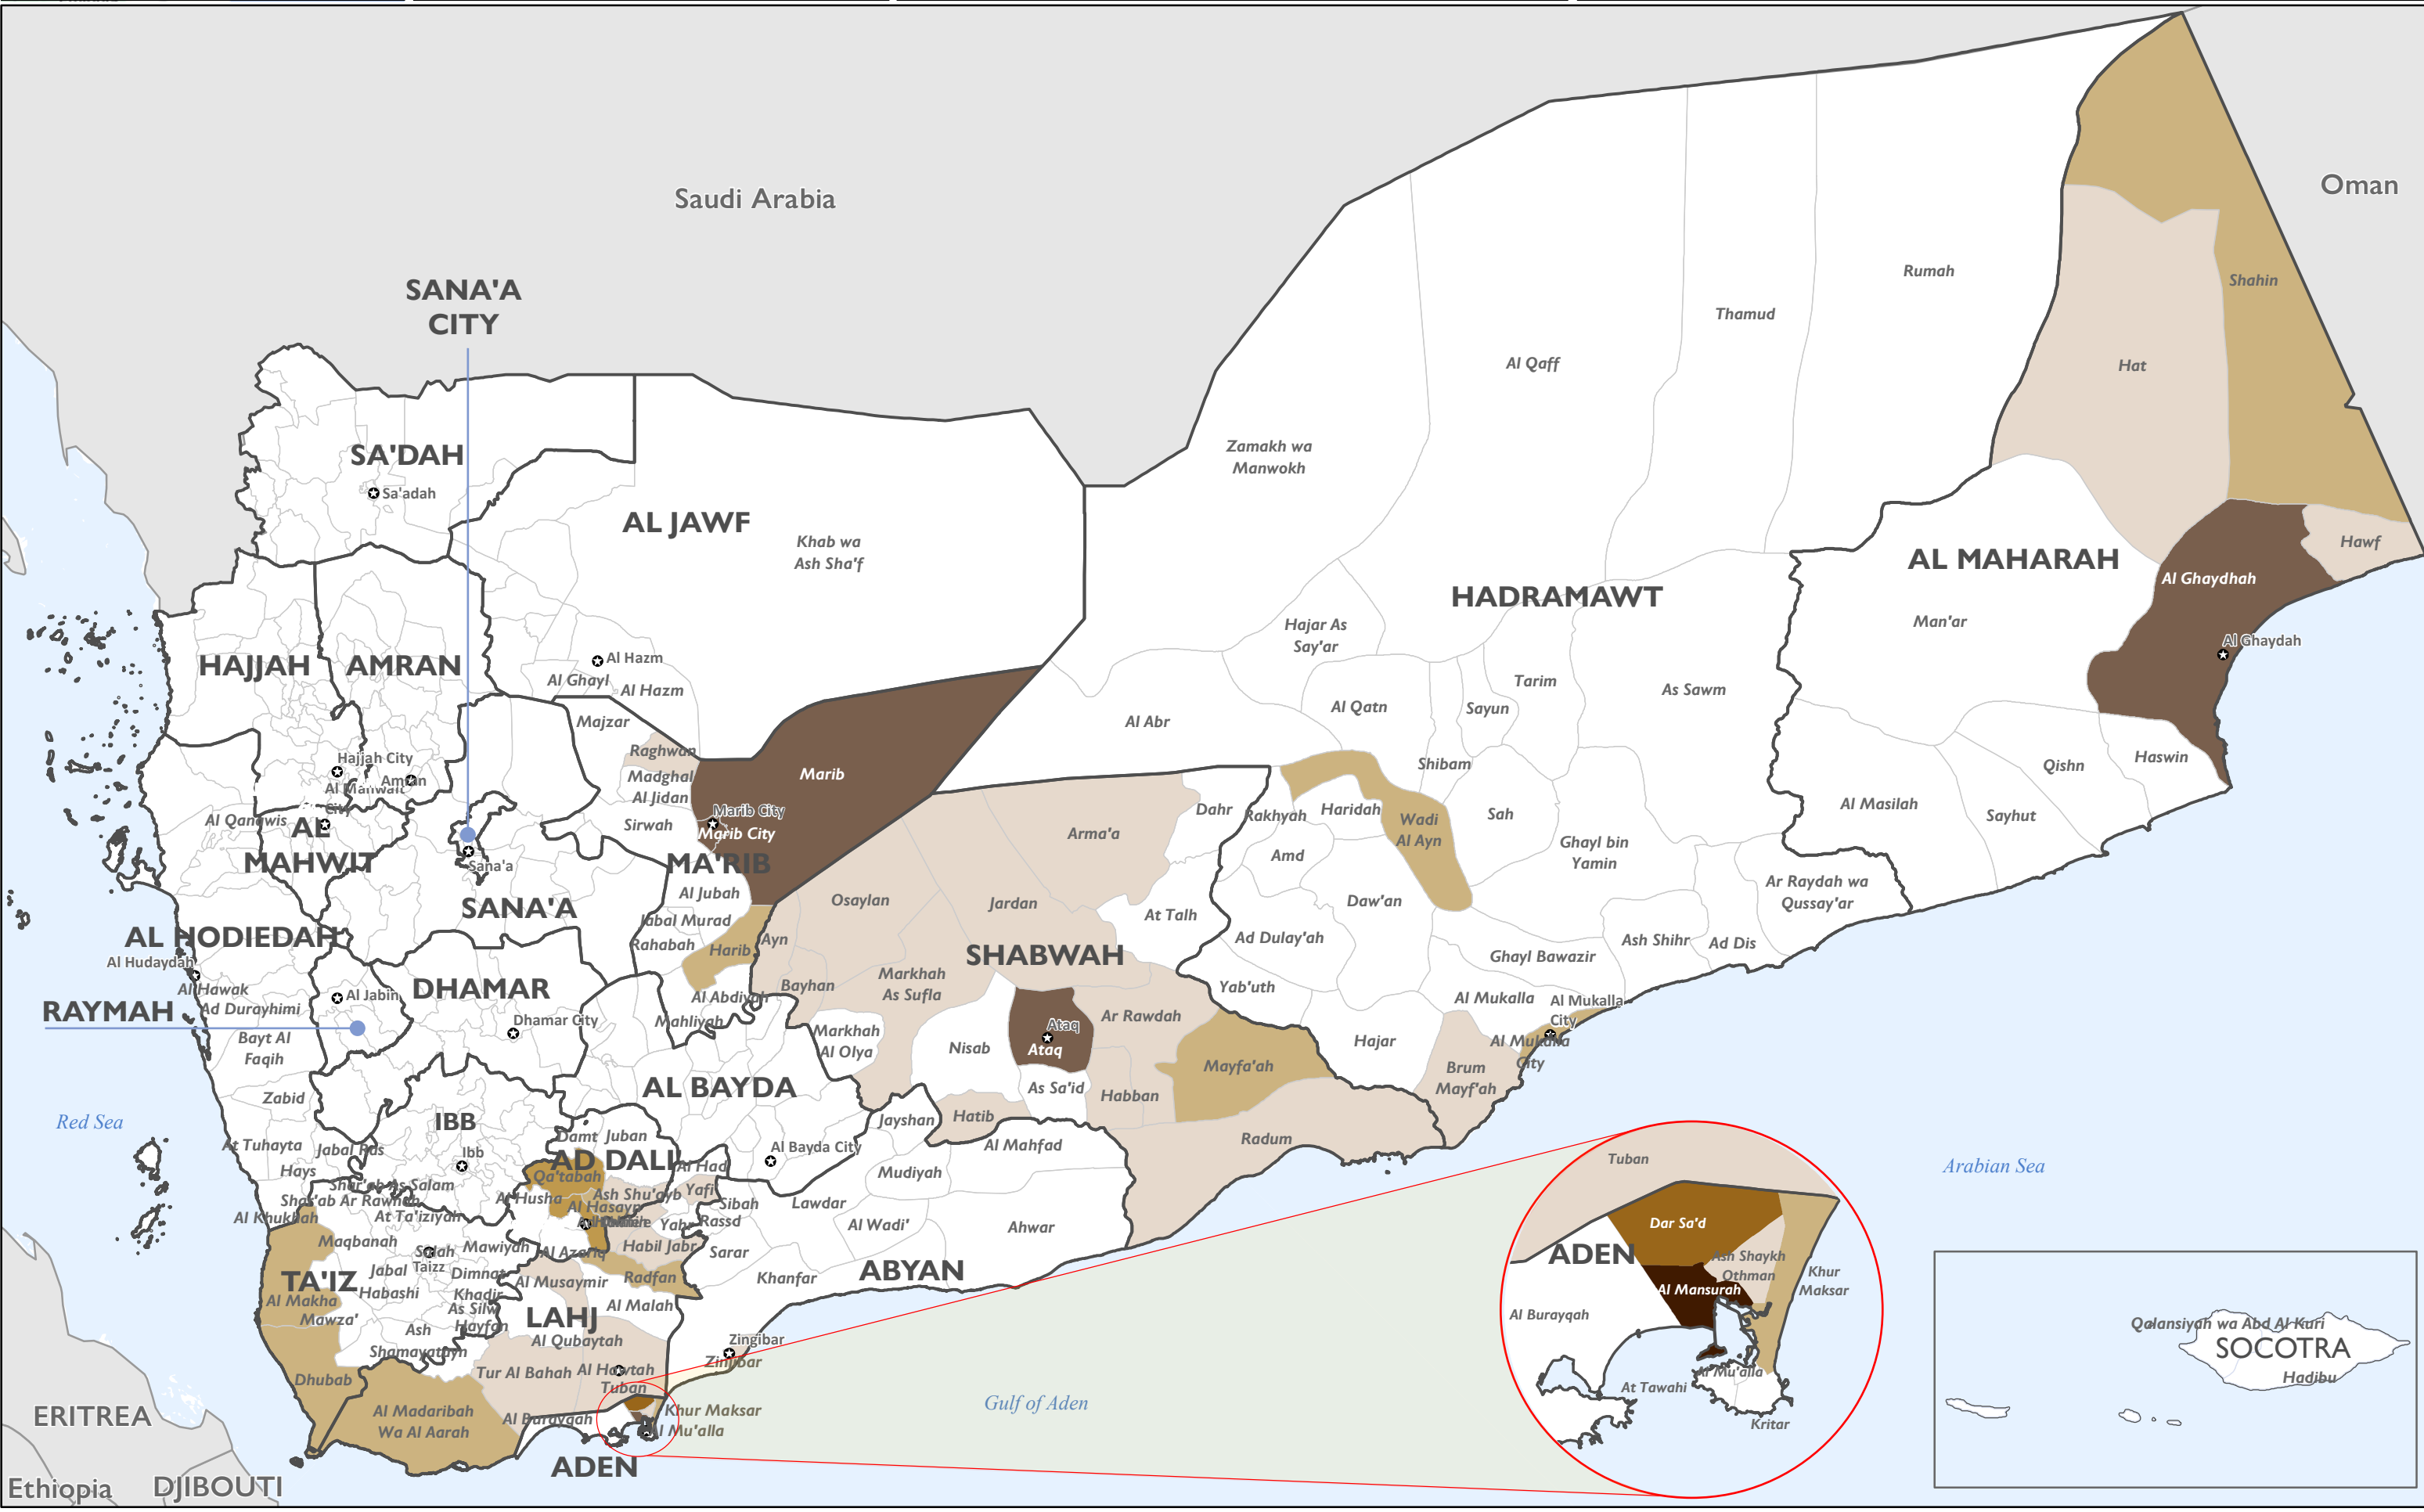 Saudi Arabia
Oman
SANA'A
CITY
Rumah
Shahin
Thamud
Al Qaff
Hat
Zamakh wa
Manwokh
SA'DAH
Sa'adah
AL JAWF
Khab wa
Ash Sha'f
Hawf
AL MAHARAH
Al Ghaydhah
HADRAMAWT
Man'ar
Hajar As
Say'ar
Al Ghaydah
HAJJAH
AMRAN
Al Hazm
Al Ghayl
Al Hazm
Tarim
As Sawm
Al Qatn
Sayun
Majzar
Al Abr
Raghwan
Hajjah City
Shibam
Qishn
Haswin
Madghal
Al Jidan
Marib
Amran
Al Mahwait
City
Al Masilah
Sayhut
Marib City
Marib City
Sirwah
Dahr
Rakhyah
Haridah
Wadi
Al Ayn
Sah
Al Qanawis
AL
MAHWIT
Arma'a
Ghayl bin
Yamin
Amd
Sana'a
MA'RIB
Al Jubah
Ar Raydah wa
Qussay'ar
SANA'A
Osaylan
Jardan
Daw'an
Jabal Murad
At Talh
AL HODIEDAH
Rahabah
Harib
Ayn
Ad Dulay'ah
Ash Shihr
Ad Dis
Al Hudaydah
SHABWAH
Ghayl Bawazir
Al Hawak
DHAMAR
Markhah
As Sufla
Bayhan
Yab'uth
Al Jabin
Al Abdiyah
Al Mukalla
Al Mukalla
City
Ad Durayhimi
RAYMAH
Mahliyah
Dhamar City
Ar Rawdah
Markhah
Al Olya
Ataq
Ataq
Nisab
Hajar
Al Mukalla
City
Bayt Al
Faqih
Mayfa'ah
Brum
Mayf'ah
AL BAYDA
As Sa'id
Habban
Zabid
Red Sea
IBB
Jayshan
Hatib
Damt
Juban
Radum
At Tuhayta
Jabal Ras
Ibb
Al Bayda City
Al Mahfad
AD DALI
Al Had
Hays
Qa'tabah
Mudiyah
Arabian Sea
Shar'ab As Salam
Shar'ab Ar Rawnah
Al Husha
Ash Shu'ayb
Yafi'
Al Hasayn
Sibah
Lawdar
Al Khukhah
At Ta'iziyah
Yahr
Rassd
Al Wadi'
Ahwar
Maqbanah
Salah
Taizz
Mawiyah
Al Azariq
Habil Jabr
Sarar
TA'IZ
Jabal
Habashi
Dimnat
Khadir
Al Musaymir
Radfan
Khanfar
ABYAN
Al Makha
As Silw
Al Malah
Mawza'
LAHJ
Ash
Shamayatayn
Hayfan
Al Qubaytah
Zingibar
Zinjibar
Dhubab
Tur Al Bahah
Al Hawtah
Tuban
Al Madaribah
Wa Al Aarah
Al Burayqah
Khur Maksar
Al Mu'alla
ADEN
Gulf of Aden
ERITREA
Ethiopia
DJIBOUTI
Tuban
Dar Sa'd
ADEN
Ash Shaykh
Othman
Khur
Maksar
Al Mansurah
Al Burayqah
Al Mu'alla
At Tawahi
Kritar
Qalansiyah wa Abd Al Kuri
SOCOTRA
Hadibu